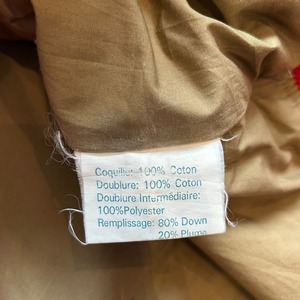 Coquille: 100% Coton
Doublure: 100% Coton
Doublure Intermédiaire:
100%Polyester
Remplissage: 80% Down
20% Plume